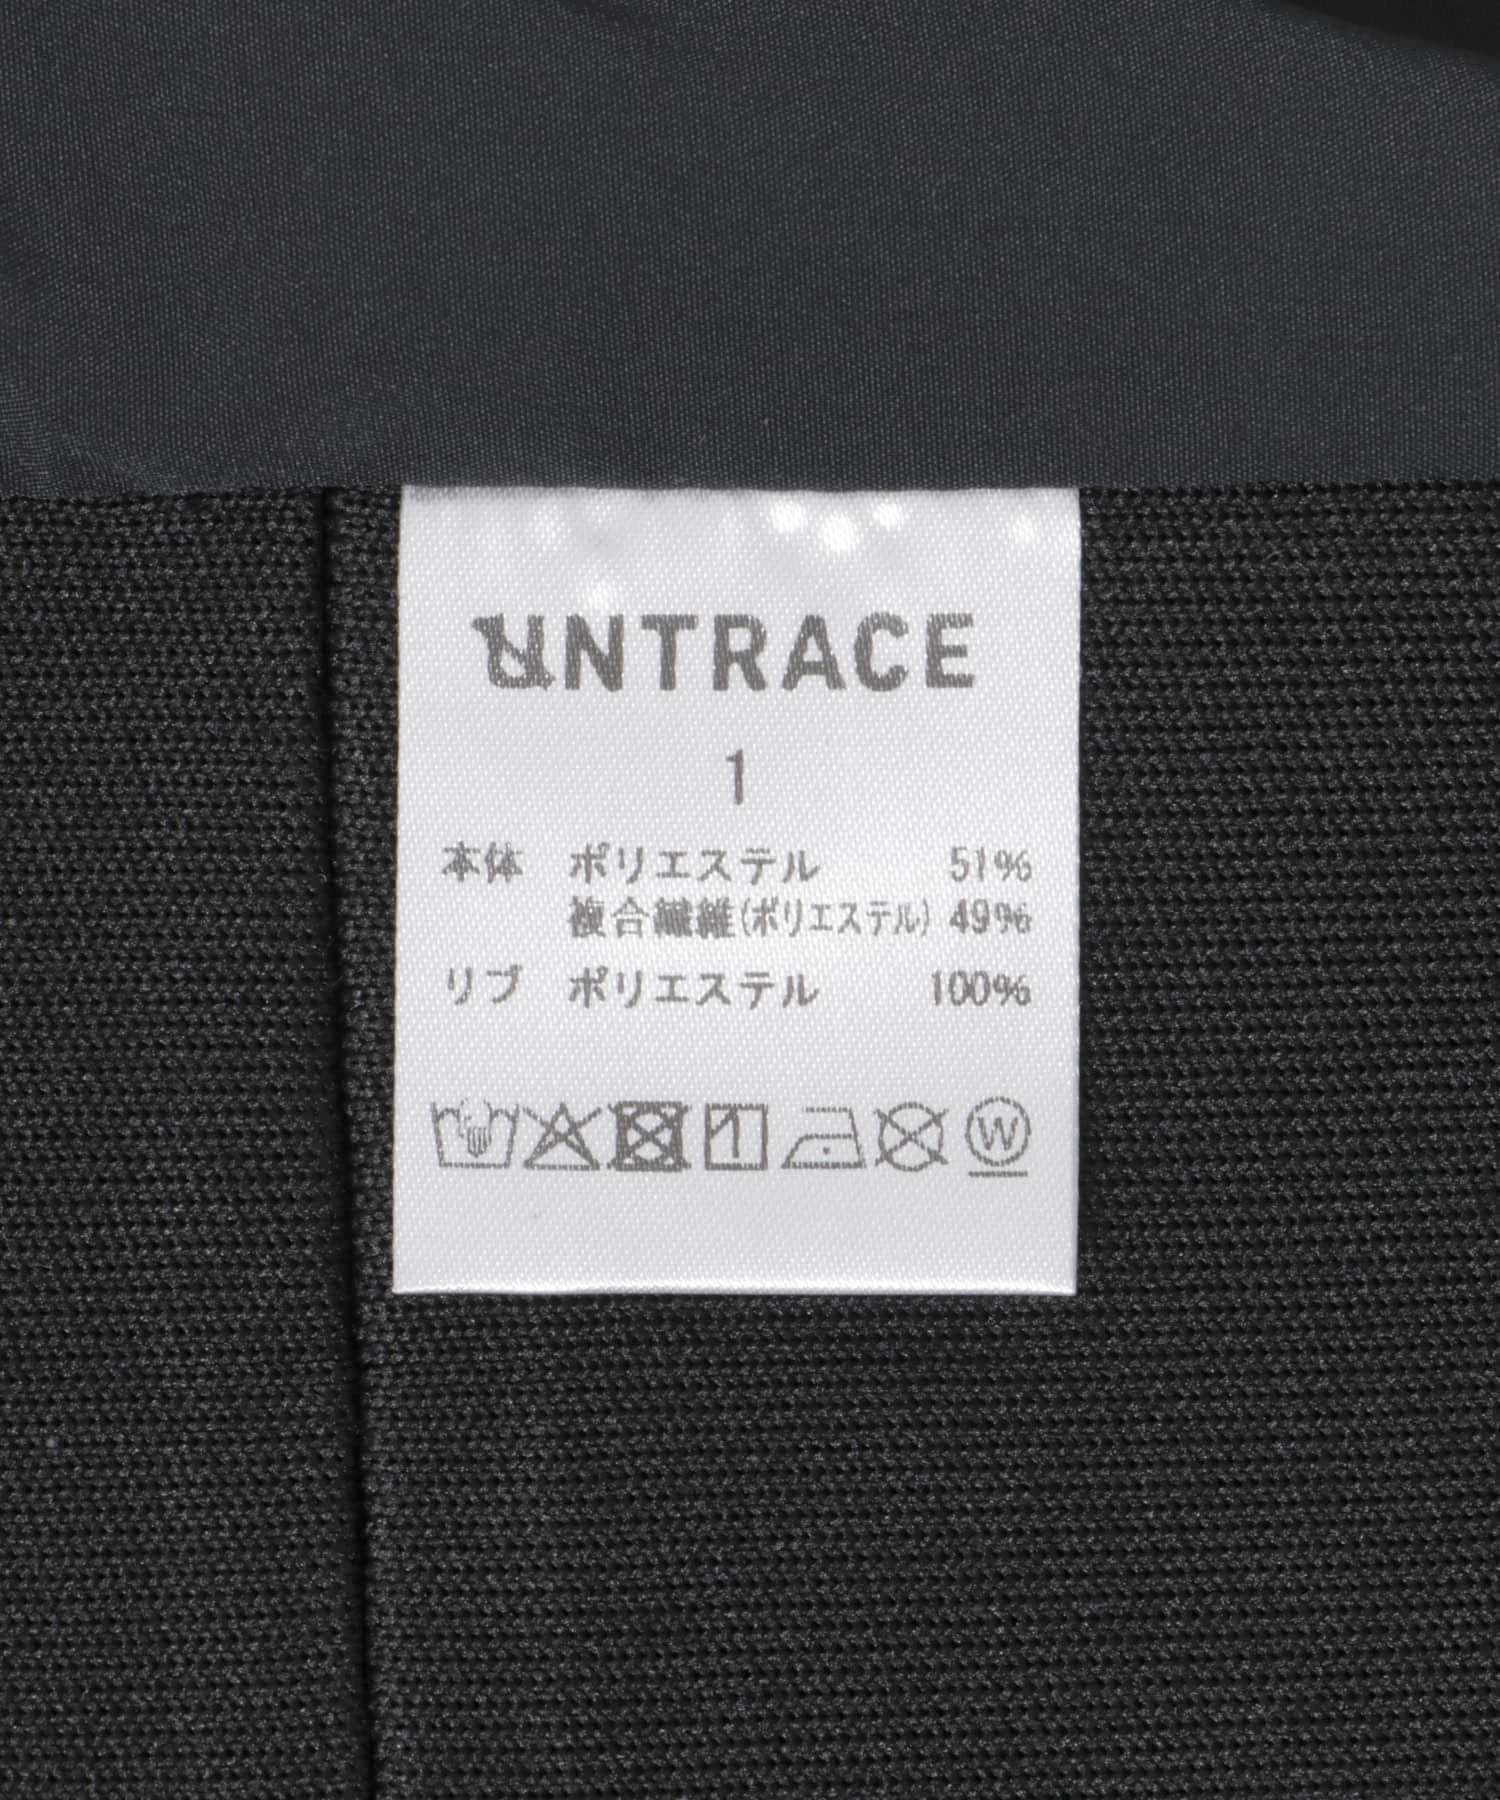 UNTRACE
1
本体 ポリエステル 51%
複合繊維(ポリエステル) 49%
リブ ポリエステル 100%
W